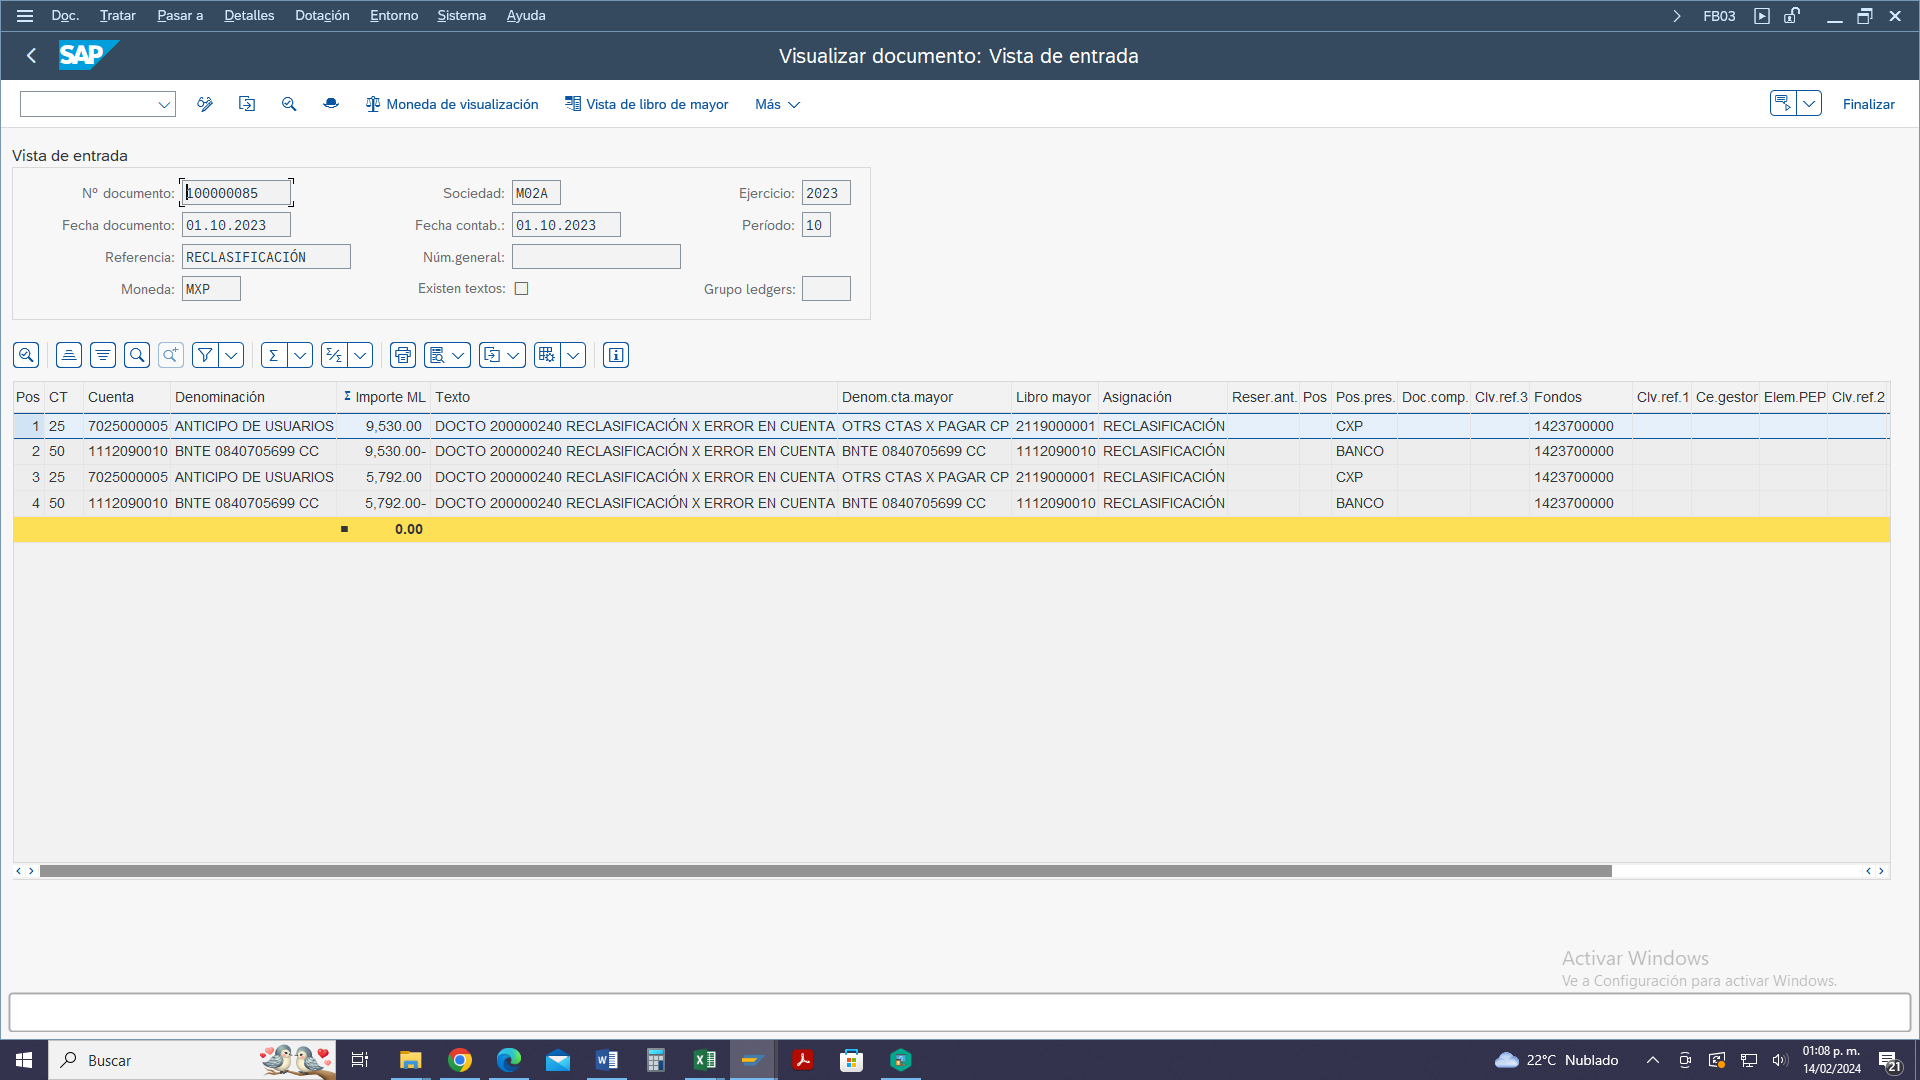 Doc. Tratar Pasar a Detalles Dotación Entorno Sistema Ayuda FB03
SAP Visualizar documento: Vista de entrada
Moneda de visualización Vista de libro de mayor Más Finalizar
Vista de entrada
Nº documento: 100000085 Sociedad: M02A Ejercicio: 2023
Fecha documento: 01.10.2023 Fecha contab.: 01.10.2023 Período: 10
Referencia: RECLASIFICACIÓN Núm.general:
Moneda: MXP Existen textos: Grupo ledgers:
Pos CT Cuenta Denominación Σ Importe ML Texto Denom.cta.mayor Libro mayor Asignación Reser.ant. Pos Pos.pres. Doc.comp. Clv.ref.3 Fondos Clv.ref.1 Ce.gestor Elem.PEP Clv.ref.2
1 25 7025000005 ANTICIPO DE USUARIOS 9,530.00 DOCTO 200000240 RECLASIFICACIÓN X ERROR EN CUENTA OTRS CTAS X PAGAR CP 2119000001 RECLASIFICACIÓN CXP 1423700000
2 50 1112090010 BNTE 0840705699 CC 9,530.00- DOCTO 200000240 RECLASIFICACIÓN X ERROR EN CUENTA BNTE 0840705699 CC 1112090010 RECLASIFICACIÓN BANCO 1423700000
3 25 7025000005 ANTICIPO DE USUARIOS 5,792.00 DOCTO 200000240 RECLASIFICACIÓN X ERROR EN CUENTA OTRS CTAS X PAGAR CP 2119000001 RECLASIFICACIÓN CXP 1423700000
4 50 1112090010 BNTE 0840705699 CC 5,792.00- DOCTO 200000240 RECLASIFICACIÓN X ERROR EN CUENTA BNTE 0840705699 CC 1112090010 RECLASIFICACIÓN BANCO 1423700000
0.00
Activar Windows
Ve a Configuración para activar Windows.
Buscar 22°C Nublado 01:08 p. m.
14/02/2024 21